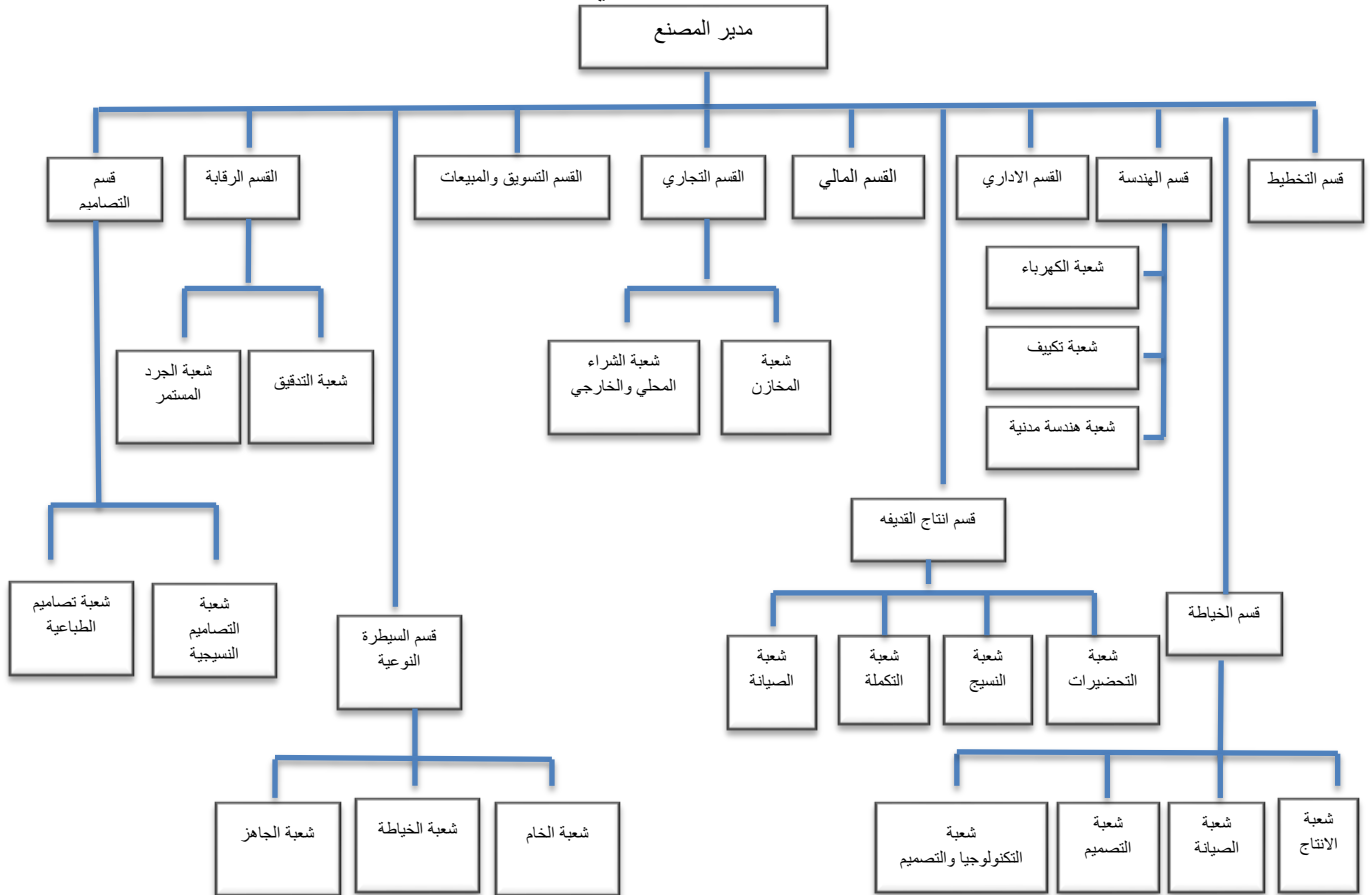 مدير المصنع
قسم التخطيط
قسم الهندسة
القسم الاداري
القسم المالي
القسم التجاري
القسم التسويق والمبيعات
القسم الرقابة
قسم
التصاميم
شعبة الكهرباء
شعبة تكييف
شعبة هندسة مدنية
شعبة
المخازن
شعبة الشراء
المحلي والخارجي
شعبة التدقيق
شعبة الجرد
المستمر
قسم انتاج القديفه
قسم الخياطة
قسم السيطرة
النوعية
شعبة
التصاميم
النسيجية
شعبة تصاميم
الطباعية
شعبة
التحضيرات
شعبة
النسيج
شعبة
التكملة
شعبة
الصيانة
شعبة
الانتاج
شعبة
الصيانة
شعبة
التصميم
شعبة
التكنولوجيا والتصميم
شعبة الخام
شعبة الخياطة
شعبة الجاهز